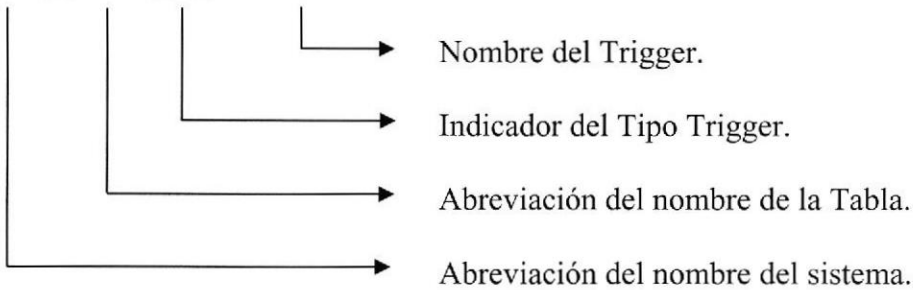 Nombre del Trigger.
Indicador del Tipo Trigger.
Abreviación del nombre de la Tabla.
Abreviación del nombre del sistema.